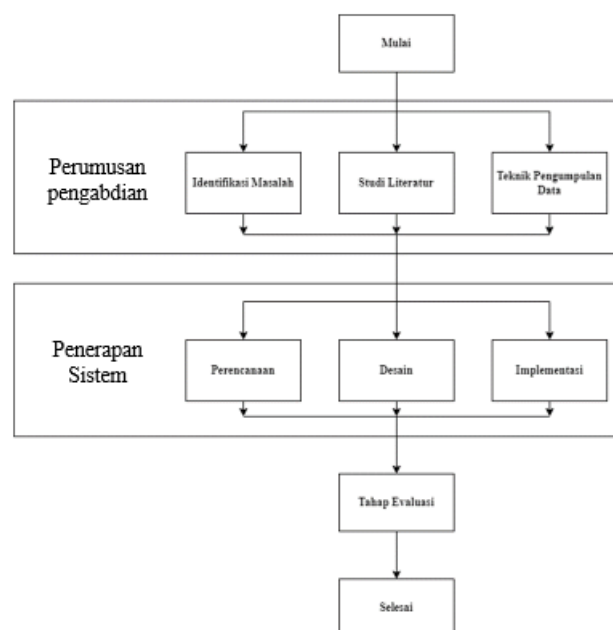 Mulai
Perumusan
pengabdian
Identifikasi Masalah
Studi Literatur
Teknik Pengumpulan
Data
Penerapan
Sistem
Perencanaan
Desain
Implementasi
Tahap Evaluasi
Selesai